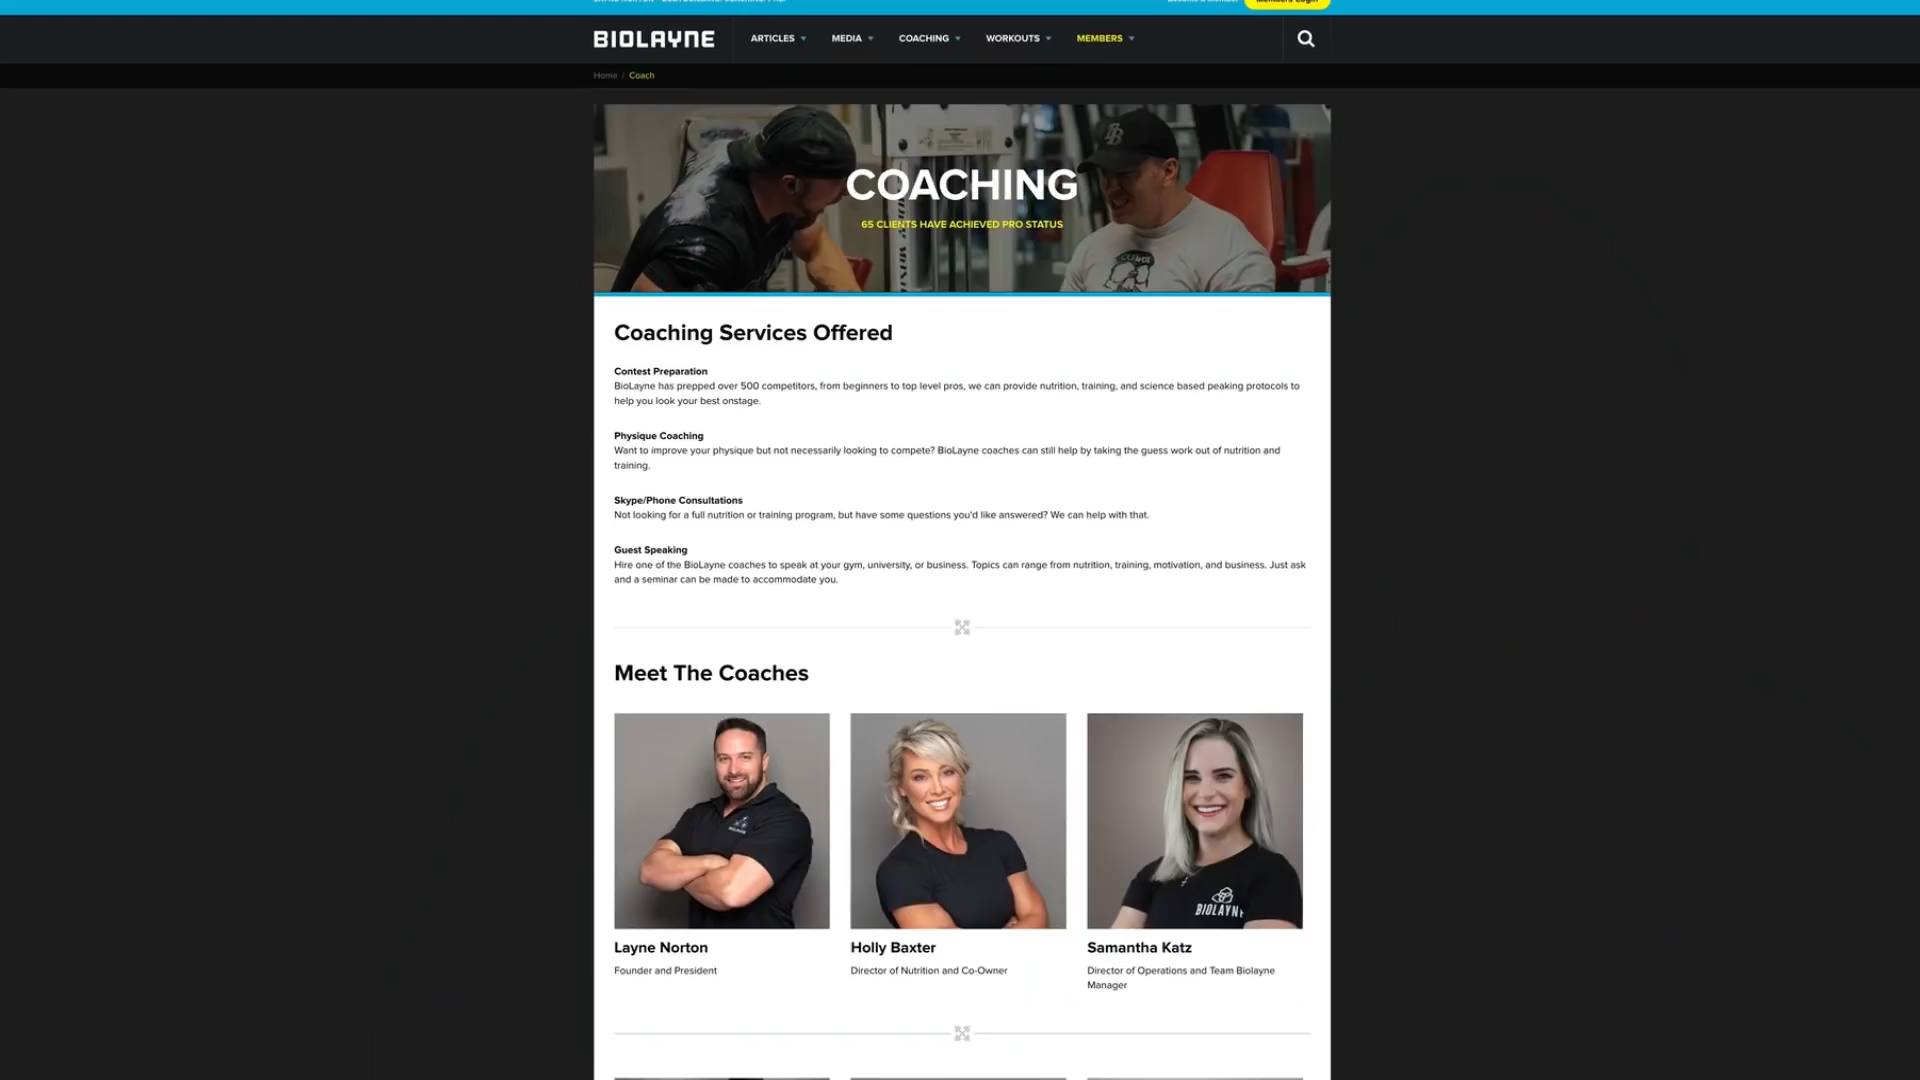 BIOLAYNE
ARTICLES
MEDIA
COACHING
WORKOUTS
MEMBERS
Home / Coach
COACHING
65 CLIENTS HAVE ACHIEVED PRO STATUS
Coaching Services Offered
Contest Preparation
BioLayne has prepped over 500 competitors, from beginners to top level pros, we can provide nutrition, training, and science based peaking protocols to
help you look your best onstage.
Physique Coaching
Want to improve your physique but not necessarily looking to compete? BioLayne coaches can still help by taking the guess work out of nutrition and
training.
Skype/Phone Consultations
Not looking for a full nutrition or training program, but have some questions you'd like answered? We can help with that.
Guest Speaking
Hire one of the BioLayne coaches to speak at your gym, university, or business. Topics can range from nutrition, training, motivation, and business. Just ask
and a seminar can be made to accommodate you.
Meet The Coaches
BIOLAYNE
Layne Norton
Founder and President
Holly Baxter
Director of Nutrition and Co-Owner
Samantha Katz
Director of Operations and Team Biolayne
Manager